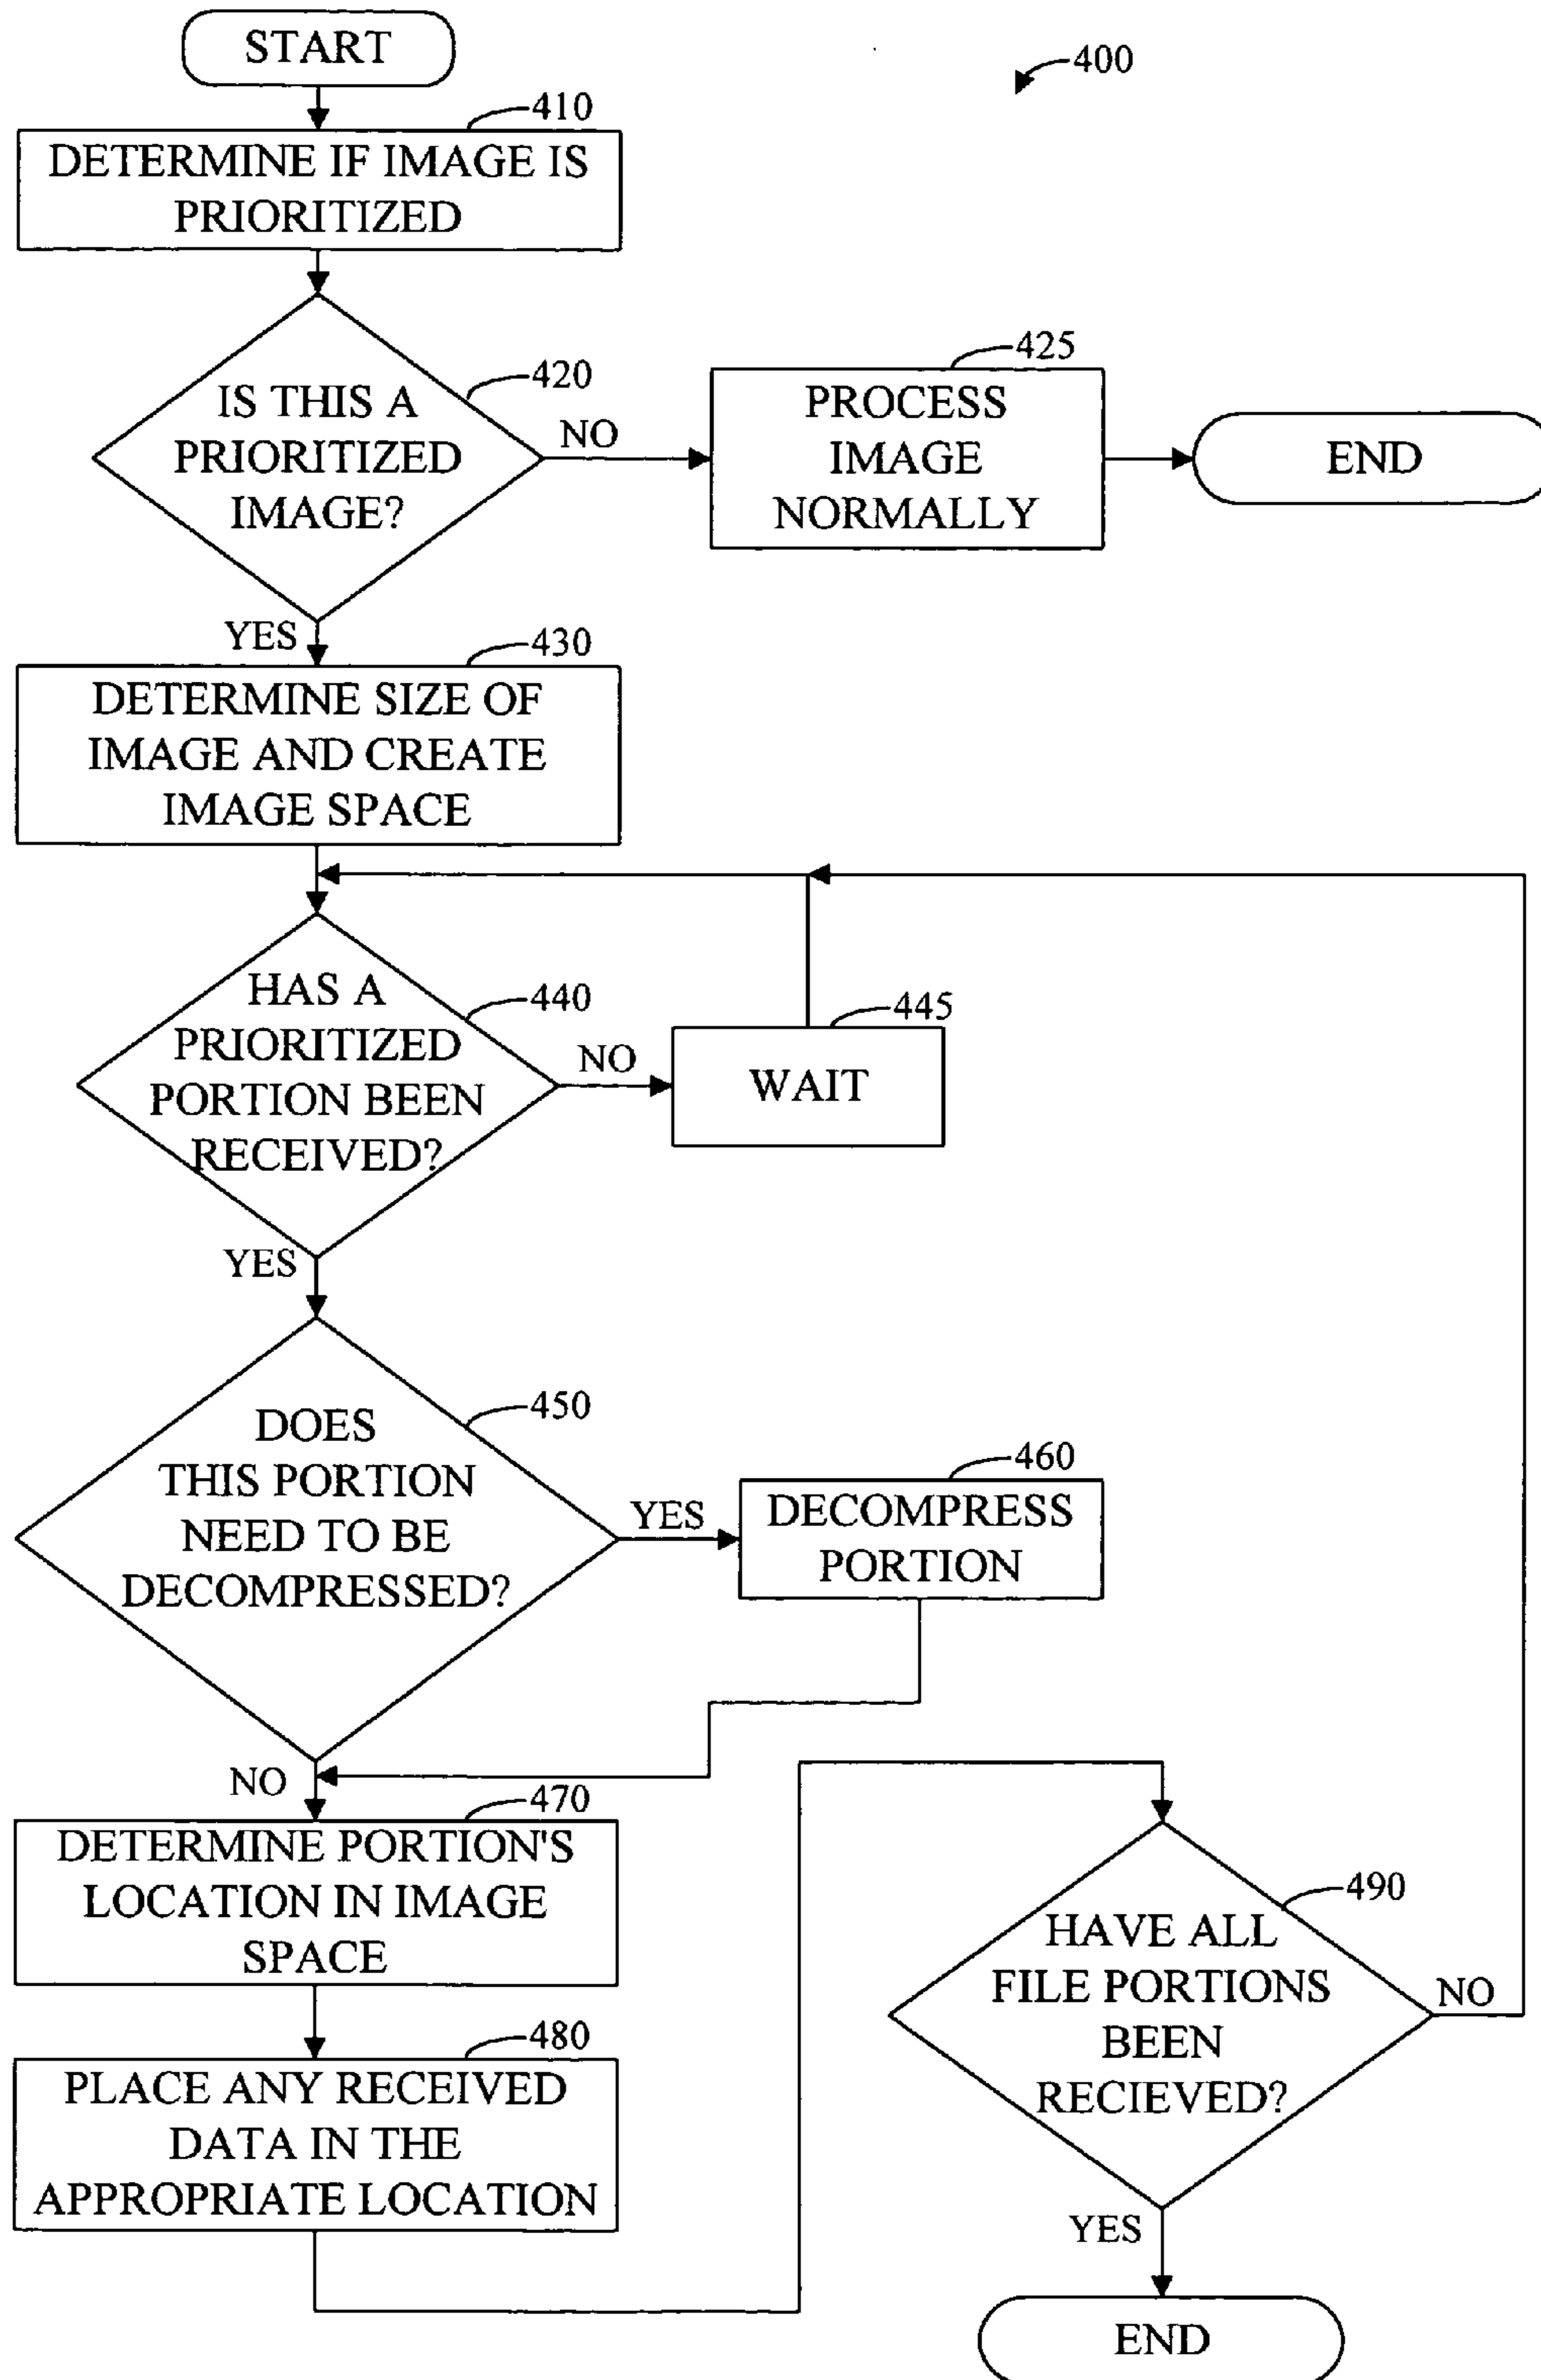 START
400
410
DETERMINE IF IMAGE IS
PRIORITIZED
420
IS THIS A
PRIORITIZED
IMAGE?
NO
425
PROCESS
IMAGE
NORMALLY
END
YES
430
DETERMINE SIZE OF
IMAGE AND CREATE
IMAGE SPACE
440
HAS A
PRIORITIZED
PORTION BEEN
RECEIVED?
NO
445
WAIT
YES
450
DOES
THIS PORTION
NEED TO BE
DECOMPRESSED?
YES
460
DECOMPRESS
PORTION
NO
470
DETERMINE PORTION'S
LOCATION IN IMAGE
SPACE
480
PLACE ANY RECEIVED
DATA IN THE
APPROPRIATE LOCATION
490
HAVE ALL
FILE PORTIONS
BEEN
RECIEVED?
NO
YES
END